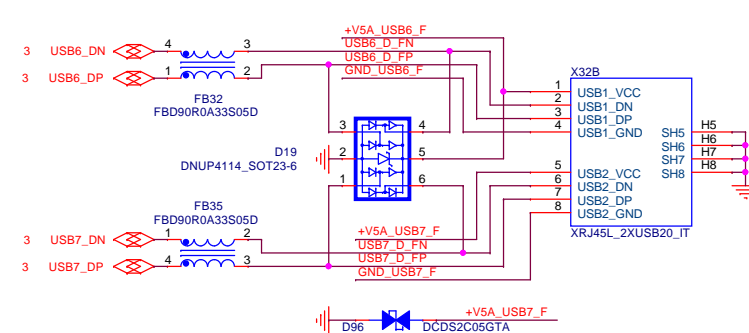 +V5A_USB6_F
3 USB6_DN 4 3 USB6_D_FN
USB6_D_FP
3 USB6_DP 1 2 GND_USB6_F
X32B
FB32
FBD90R0A33S05D
1 USB1_VCC
2 USB1_DN
3 USB1_DP
4 USB1_GND
SH5 H5
SH6 H6
SH7 H7
SH8 H8
5 USB2_VCC
6 USB2_DN
7 USB2_DP
8 USB2_GND
XRJ45L_2XUSB20_IT
D19
DNUP4114_SOT23-6
3 4
2 5
1 6
FB35
FBD90R0A33S05D
3 USB7_DN 1 2 +V5A_USB7_F
USB7_D_FN
USB7_D_FP
3 USB7_DP 4 3 GND_USB7_F
+V5A_USB7_F
D96 DCDS2C05GTA